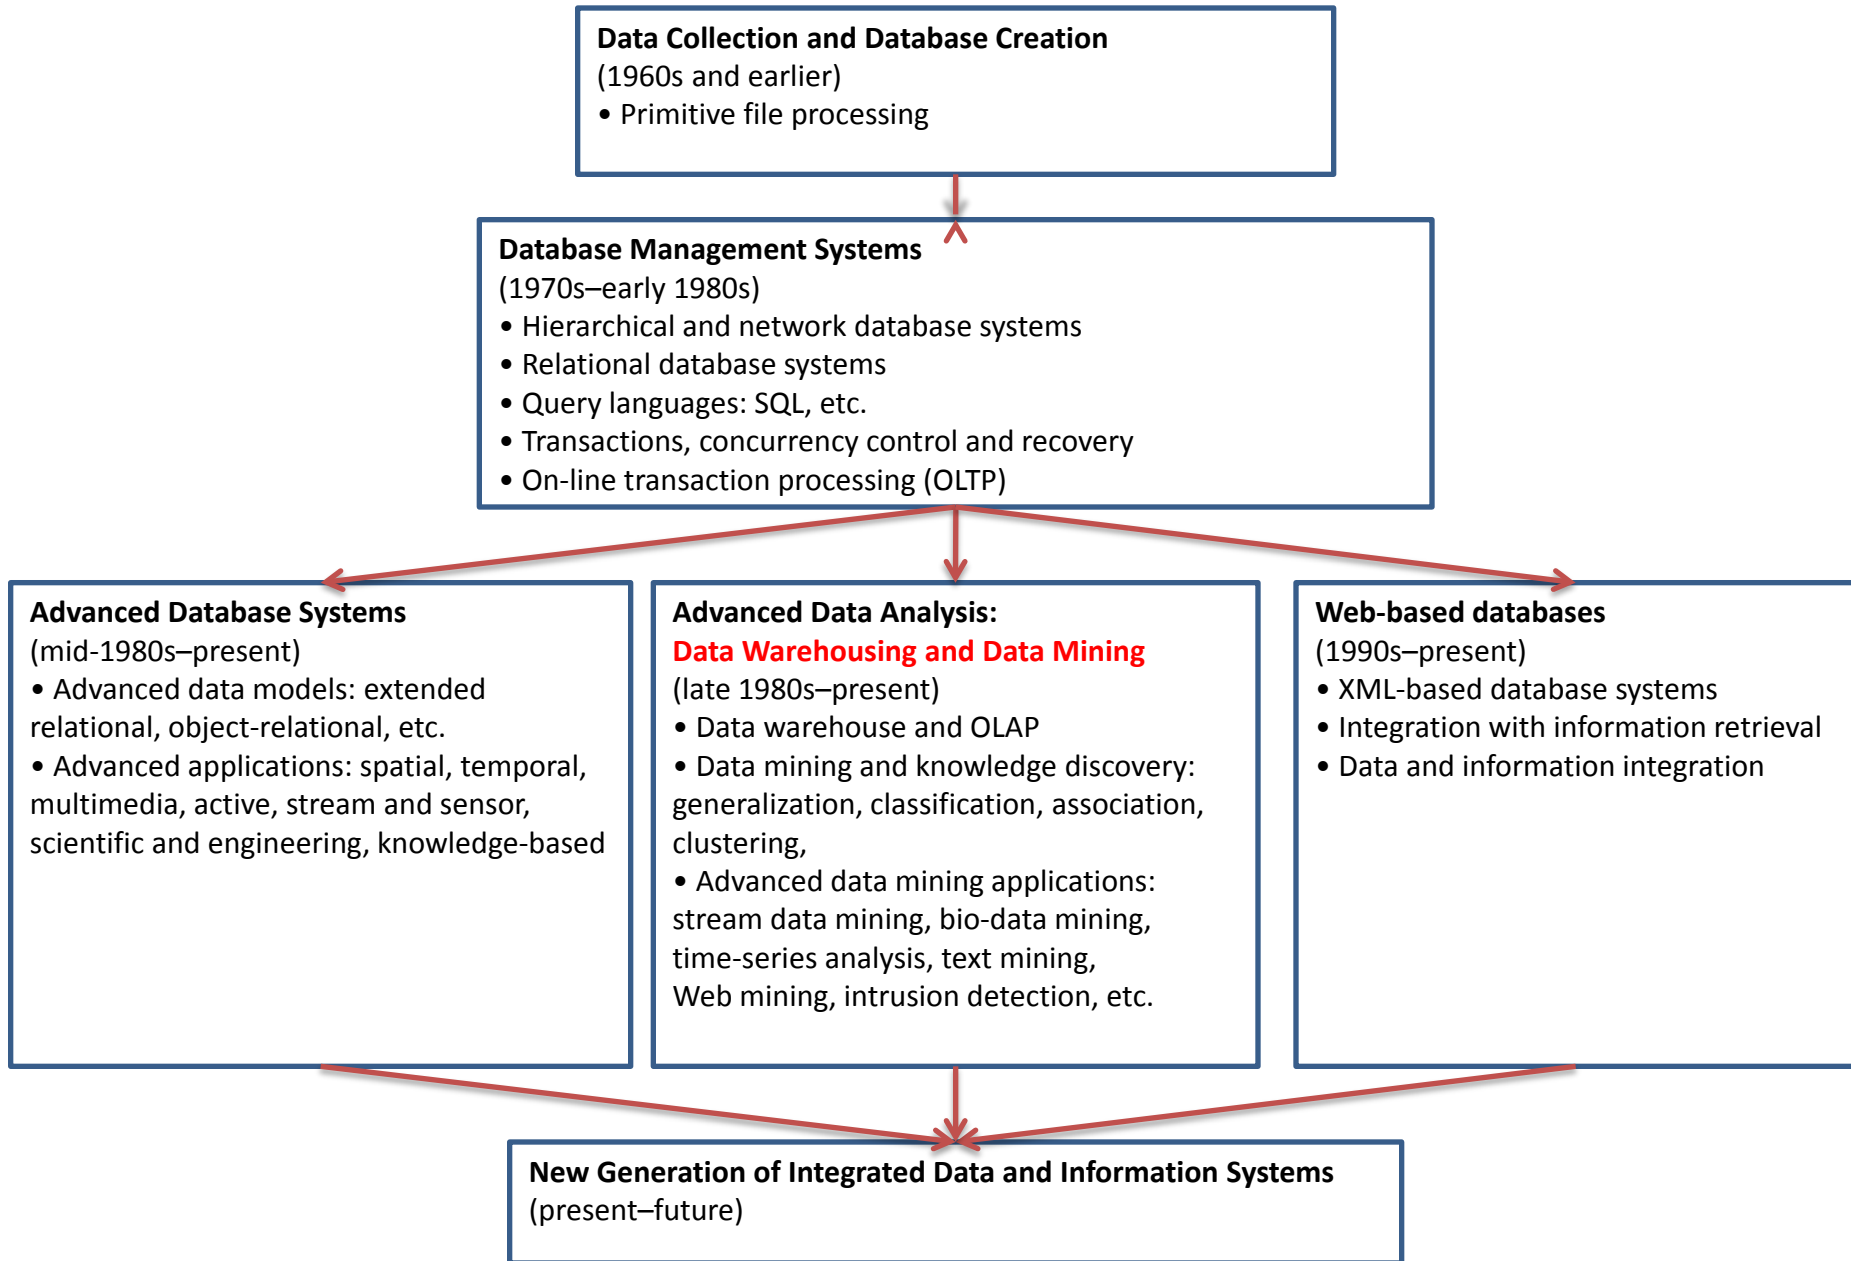 Data Collection and Database Creation
(1960s and earlier)
• Primitive file processing
Database Management Systems
(1970s–early 1980s)
• Hierarchical and network database systems
• Relational database systems
• Query languages: SQL, etc.
• Transactions, concurrency control and recovery
• On-line transaction processing (OLTP)
Advanced Database Systems
(mid-1980s–present)
• Advanced data models: extended
relational, object-relational, etc.
• Advanced applications: spatial, temporal,
multimedia, active, stream and sensor,
scientific and engineering, knowledge-based
Advanced Data Analysis:
Data Warehousing and Data Mining
(late 1980s–present)
• Data warehouse and OLAP
• Data mining and knowledge discovery:
generalization, classification, association,
clustering,
• Advanced data mining applications:
stream data mining, bio-data mining,
time-series analysis, text mining,
Web mining, intrusion detection, etc.
Web-based databases
(1990s–present)
• XML-based database systems
• Integration with information retrieval
• Data and information integration
New Generation of Integrated Data and Information Systems
(present–future)